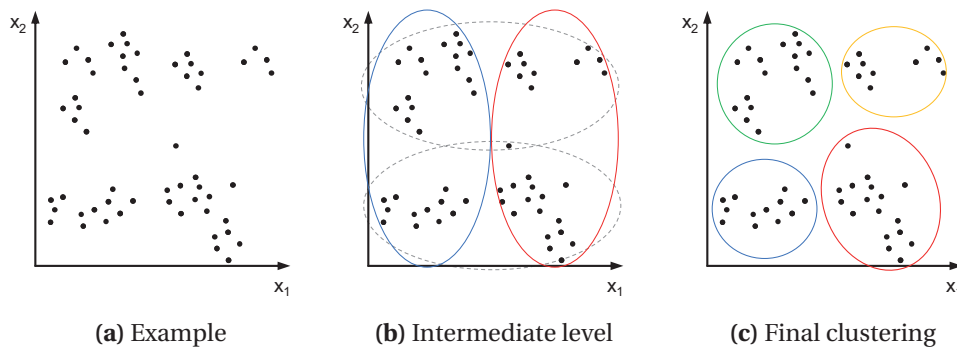 x2
x1
(a) Example
x2
x1
(b) Intermediate level
x2
x
(c) Final clustering